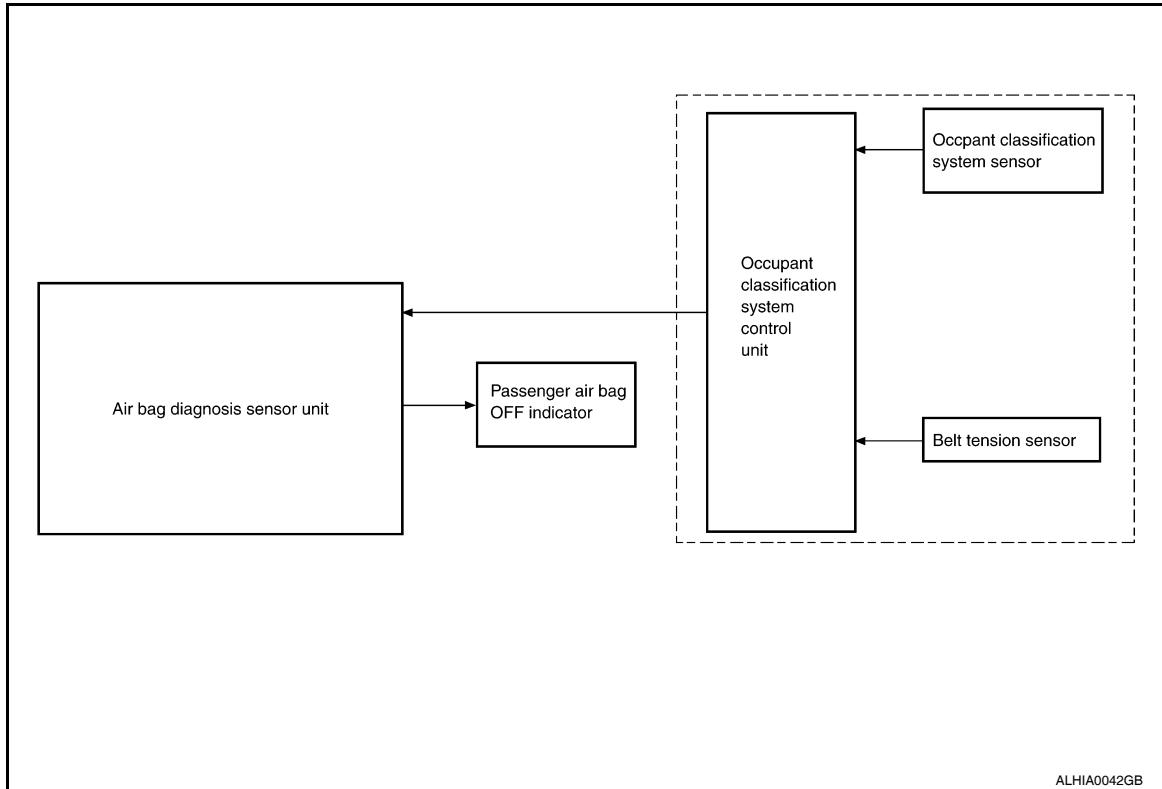 Occpant classification
system sensor
Occupant
classification
system
control
unit
Air bag diagnosis sensor unit
Passenger air bag
OFF indicator
Belt tension sensor
ALHIA0042GB